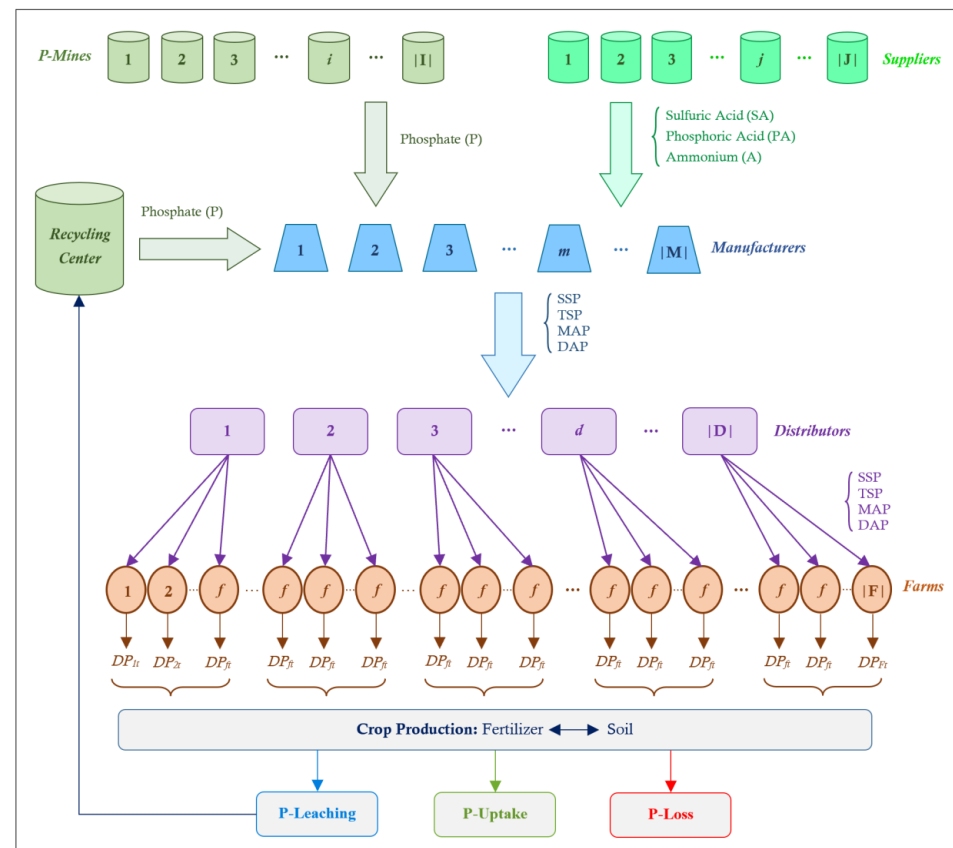 P-Mines 1 2 3 ... i ... |I| 1 2 3 ... j ... |J| Suppliers
Phosphate (P)
Sulfuric Acid (SA)
Phosphoric Acid (PA)
Ammonium (A)
Recycling
Center
Phosphate (P)
1 2 3 ... m ... |M| Manufacturers
SSP
TSP
MAP
DAP
1 2 3 ... d ... |D| Distributors
SSP
TSP
MAP
DAP
1 2 ... f ... f f ... f ... f f ... f ... f f ... f ... f f ... |F| Farms
DP1t DP2t DPft DPft DPft DPft DPft DPft DPft DPft DPft DPft DPft DPft DPFt
Crop Production: Fertilizer Soil
P-Leaching P-Uptake P-Loss